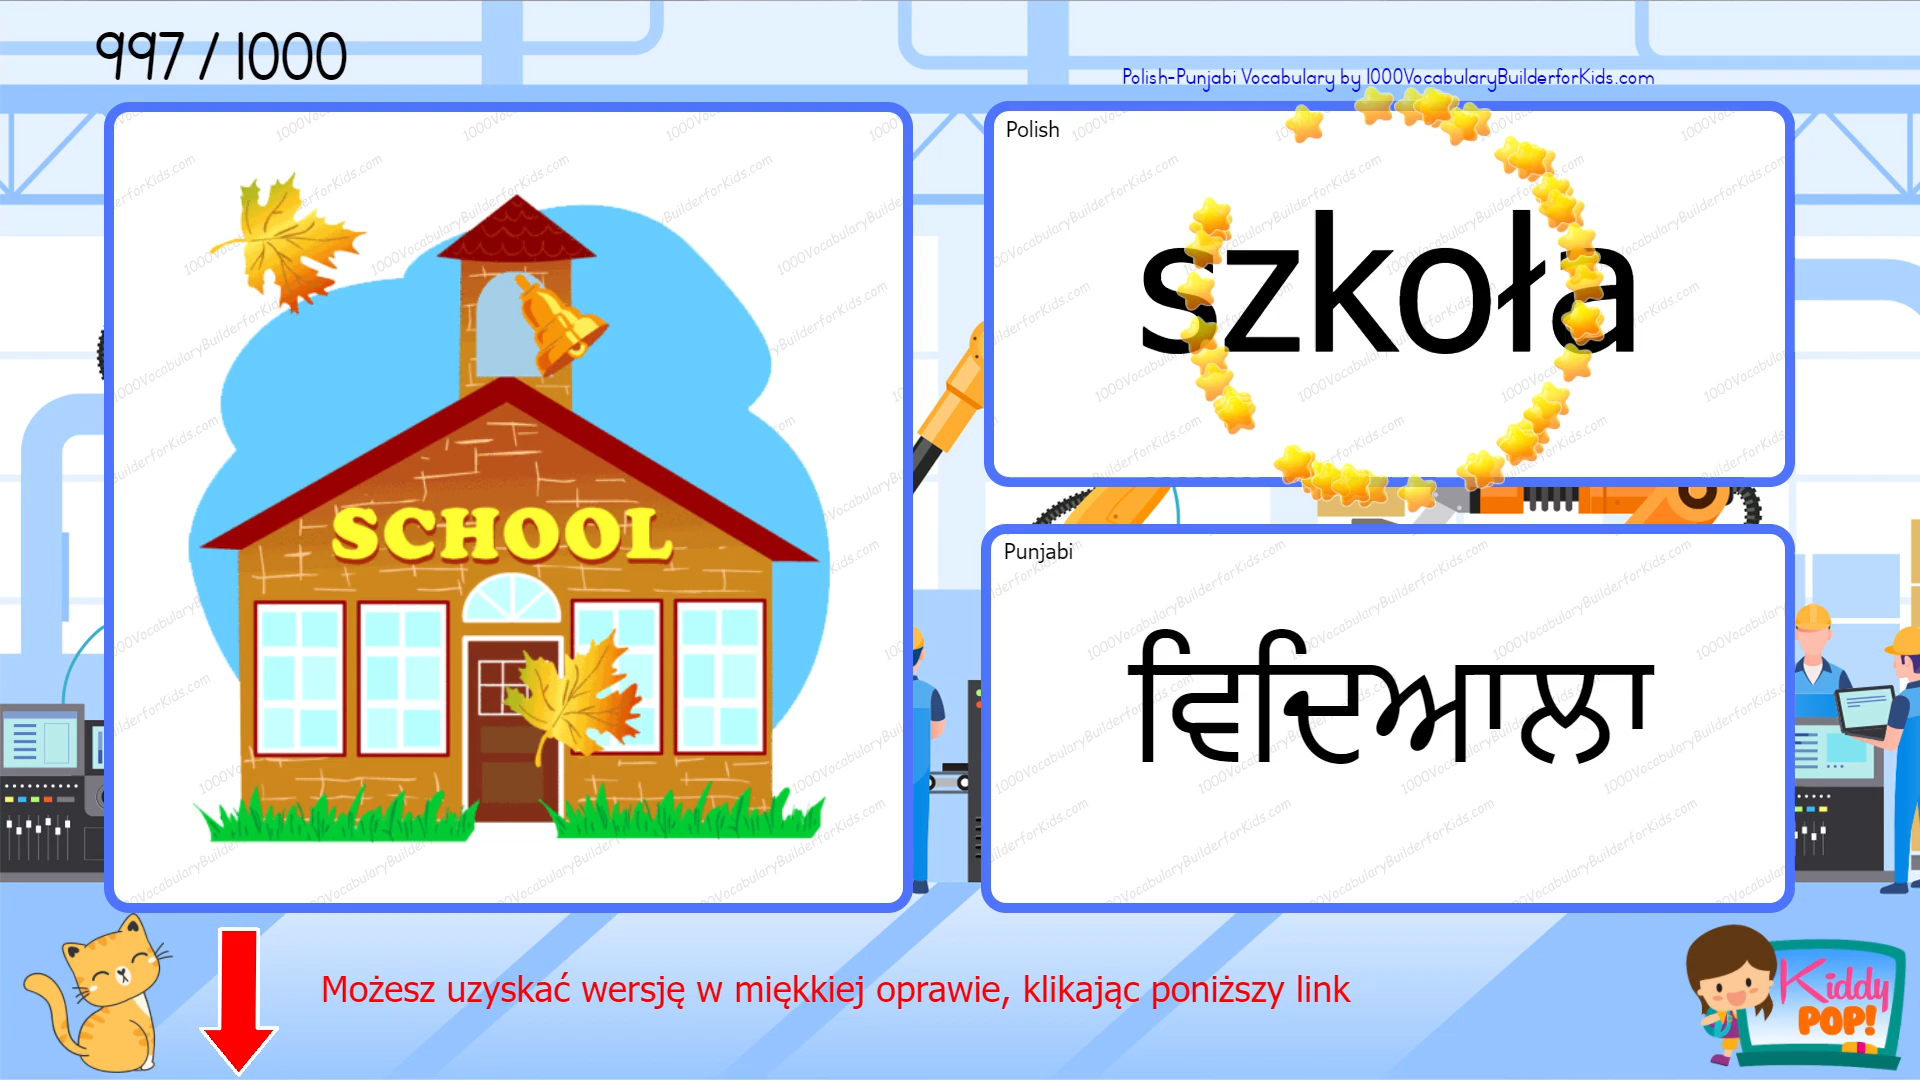 997 / 1000
Polish-Punjabi Vocabulary by 1000VocabularyBuilderforKids.com
Polish
szkoła
SCHOOL
Punjabi
ਵਿਦਿਆਲਾ
Możesz uzyskać wersję w miękkiej oprawie, klikając poniższy link
Kiddy
POP!